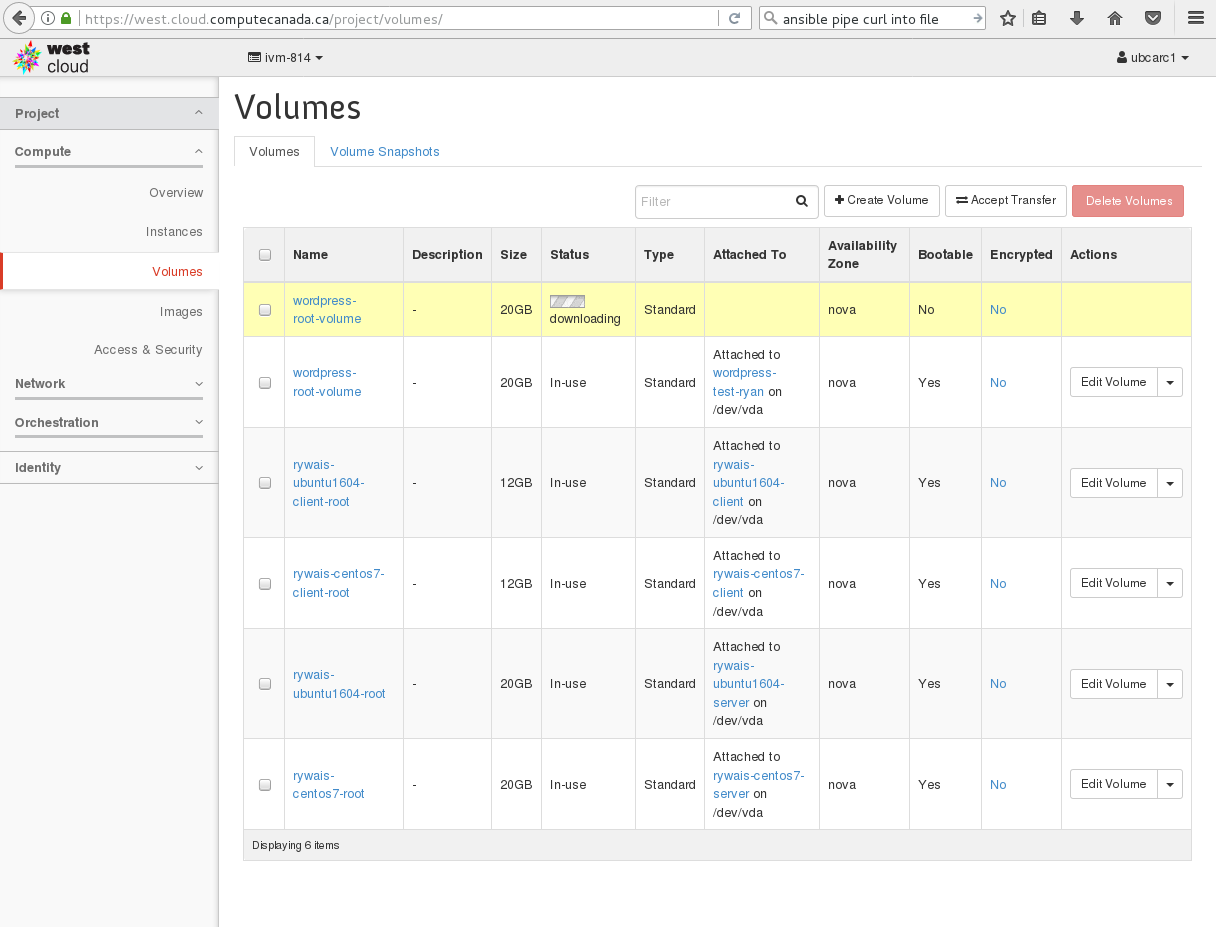 https://west.cloud.computecanada.ca/project/volumes/
ansible pipe curl into file
west
cloud
ivm-814
ubcarc1
Project
Compute
Overview
Instances
Volumes
Images
Access & Security
Network
Orchestration
Identity
Volumes
Volumes
Volume Snapshots
Filter
Create Volume
Accept Transfer
Delete Volumes
Name Description Size Status Type Attached To Availability Zone Bootable Encrypted Actions
wordpress-
root-volume
-
20GB
downloading
Standard
nova
No
No
wordpress-
root-volume
-
20GB
In-use
Standard
Attached to
wordpress-
test-ryan on
/dev/vda
nova
Yes
No
Edit Volume
rywais-
ubuntu1604-
client-root
-
12GB
In-use
Standard
Attached to
rywais-
ubuntu1604-
client on
/dev/vda
nova
Yes
No
Edit Volume
rywais-centos7-
client-root
-
12GB
In-use
Standard
Attached to
rywais-centos7-
client on
/dev/vda
nova
Yes
No
Edit Volume
rywais-
ubuntu1604-root
-
20GB
In-use
Standard
Attached to
rywais-
ubuntu1604-
server on
/dev/vda
nova
Yes
No
Edit Volume
rywais-
centos7-root
-
20GB
In-use
Standard
Attached to
rywais-centos7-
server on
/dev/vda
nova
Yes
No
Edit Volume
Displaying 6 items